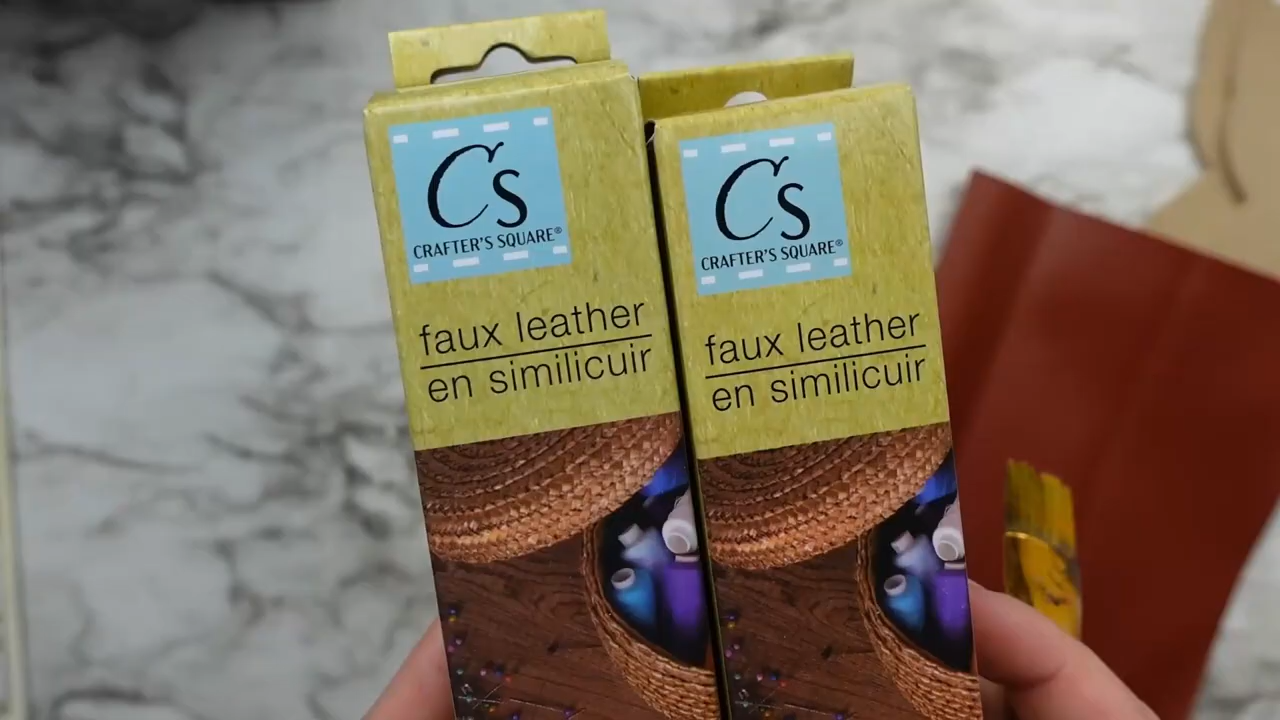 Cs
CRAFTER'S SQUARE®
faux leather
en similicuir
Cs
CRAFTER'S SQUARE®
faux leather
en similicuir